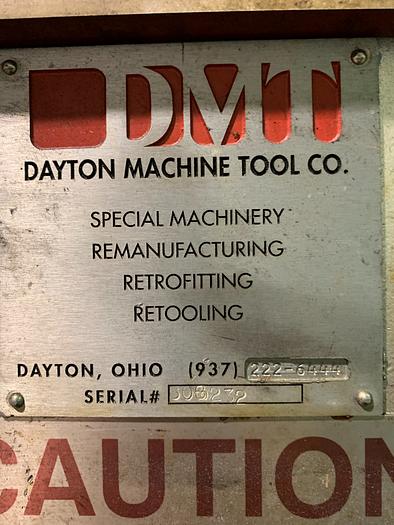 DMT
DAYTON MACHINE TOOL CO.
SPECIAL MACHINERY
REMANUFACTURING
RETROFITTING
RETOOLING
DAYTON, OHIO (937) 222-6444
SERIAL#
CAUTION